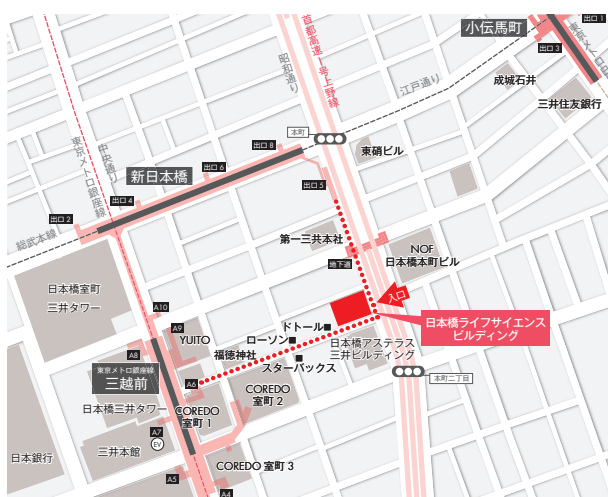 出口 1
小伝馬町
出口 3
東京メトロ日
首都高速一号上野線
昭和通り
江戸通り
成城石井
三井住友銀行
本町
東硝ビル
出口 8
出口 6
新日本橋
中央通り
東京メトロ銀座線
出口 5
出口 4
出口 2
総武本線
第一三共本社
NOF
日本橋本町ビル
地下道
日本橋室町
三井タワー
入口
A10
日本橋ライフサイエンス
ビルディング
A9
YUITO
ドトール
ローソン
福徳神社
スターバックス
日本橋アステラス
三井ビルディング
A8
東京メトロ銀座線
三越前
A6
本町二丁目
COREDO
室町 2
日本橋三井タワー
COREDO
室町 1
A7
EV
三井本館
日本銀行
COREDO 室町 3
A5
A4